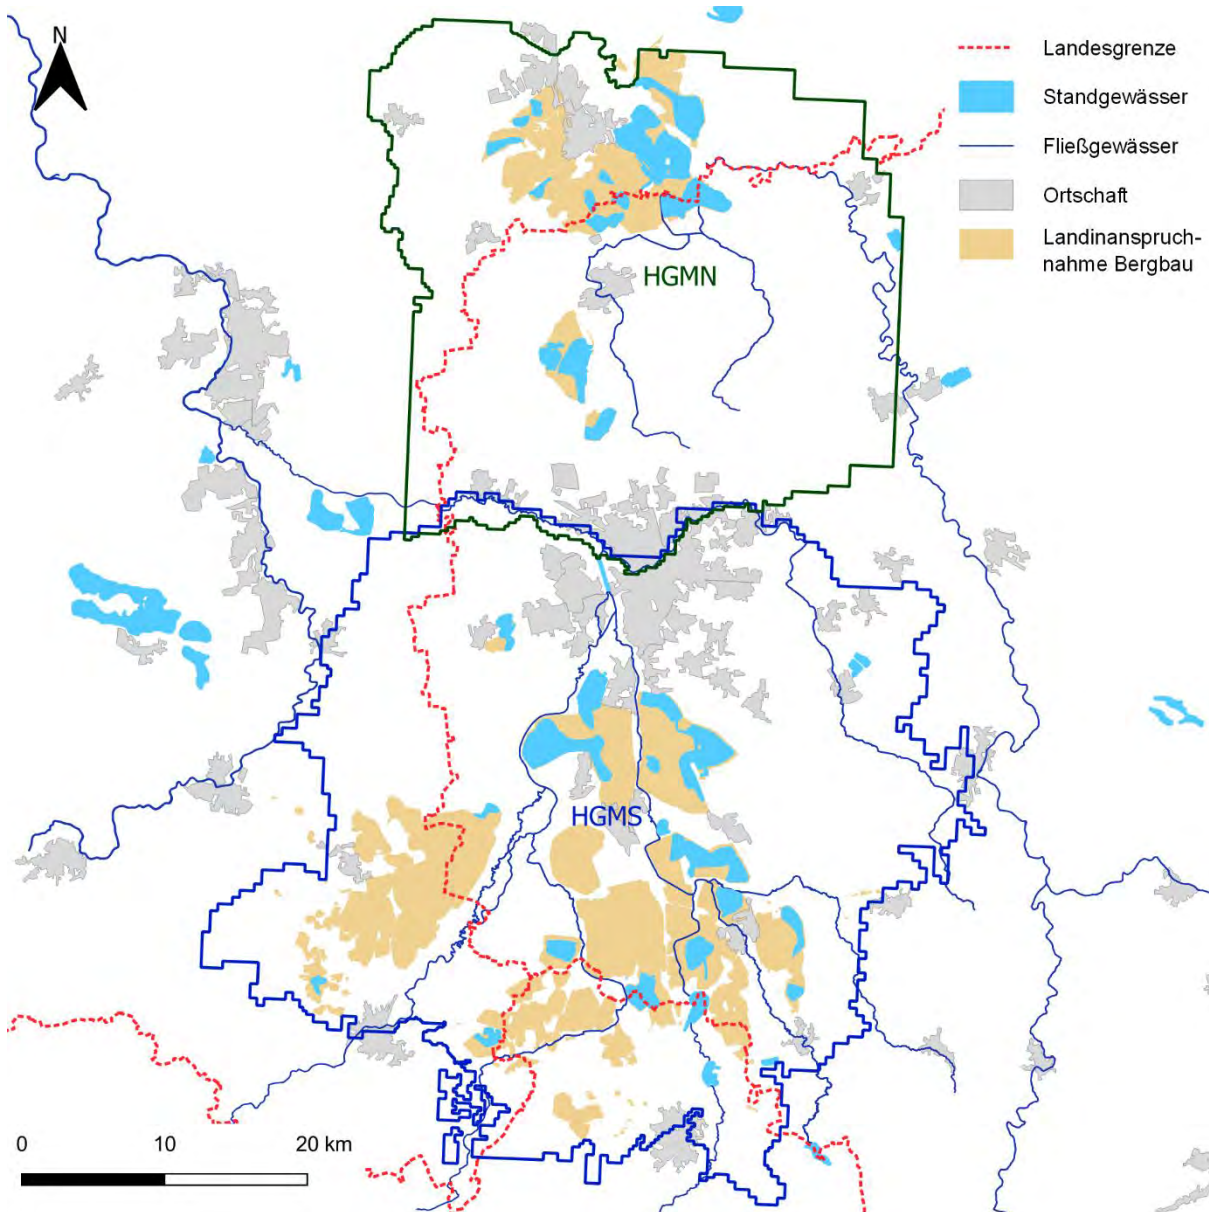 N
Landesgrenze
Standgewässer
Fließgewässer
Ortschaft
Landinanspruch-
nahme Bergbau
HGMN
HGMS
0 10 20 km